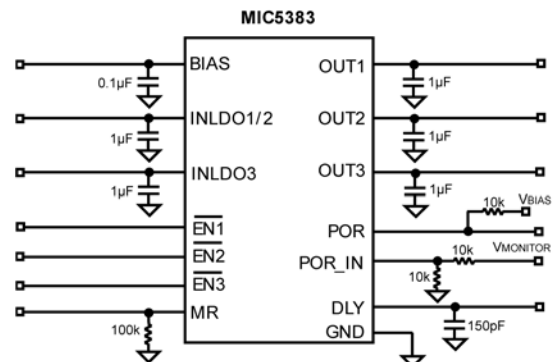 MIC5383
BIAS
OUT1
0.1µF
1µF
INLDO1/2
OUT2
1µF
1µF
INLDO3
OUT3
1µF
1µF
10k
VBIAS
EN1
POR
EN2
POR_IN
10k
VMONITOR
10k
EN3
MR
DLY
100k
150pF
GND